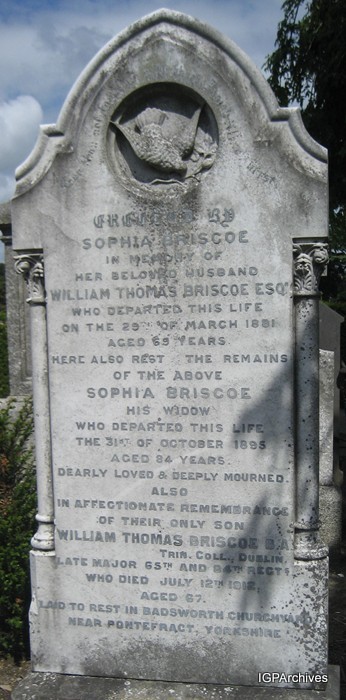 ERECTED BY
SOPHIA BRISCOE
IN MEMORY OF
HER BELOVED HUSBAND
WILLIAM THOMAS BRISCOE ESQR
WHO DEPARTED THIS LIFE
ON THE 29TH OF MARCH 1881
AGED 69 YEARS.
HERE ALSO REST THE REMAINS
OF THE ABOVE
SOPHIA BRISCOE
HIS WIDOW
WHO DEPARTED THIS LIFE
THE 31ST OF OCTOBER 1895
AGED 84 YEARS.
DEARLY LOVED & DEEPLY MOURNED.
ALSO
IN AFFECTIONATE REMEMBRANCE
OF THEIR ONLY SON
WILLIAM THOMAS BRISCOE B.A.
TRIN. COLL., DUBLIN.
LATE MAJOR 65TH AND 84TH REGTS
WHO DIED JULY 12TH 1912,
AGED 67.
LAID TO REST IN BADSWORTH CHURCHYARD
NEAR PONTEFRACT, YORKSHIRE
IGPArchives